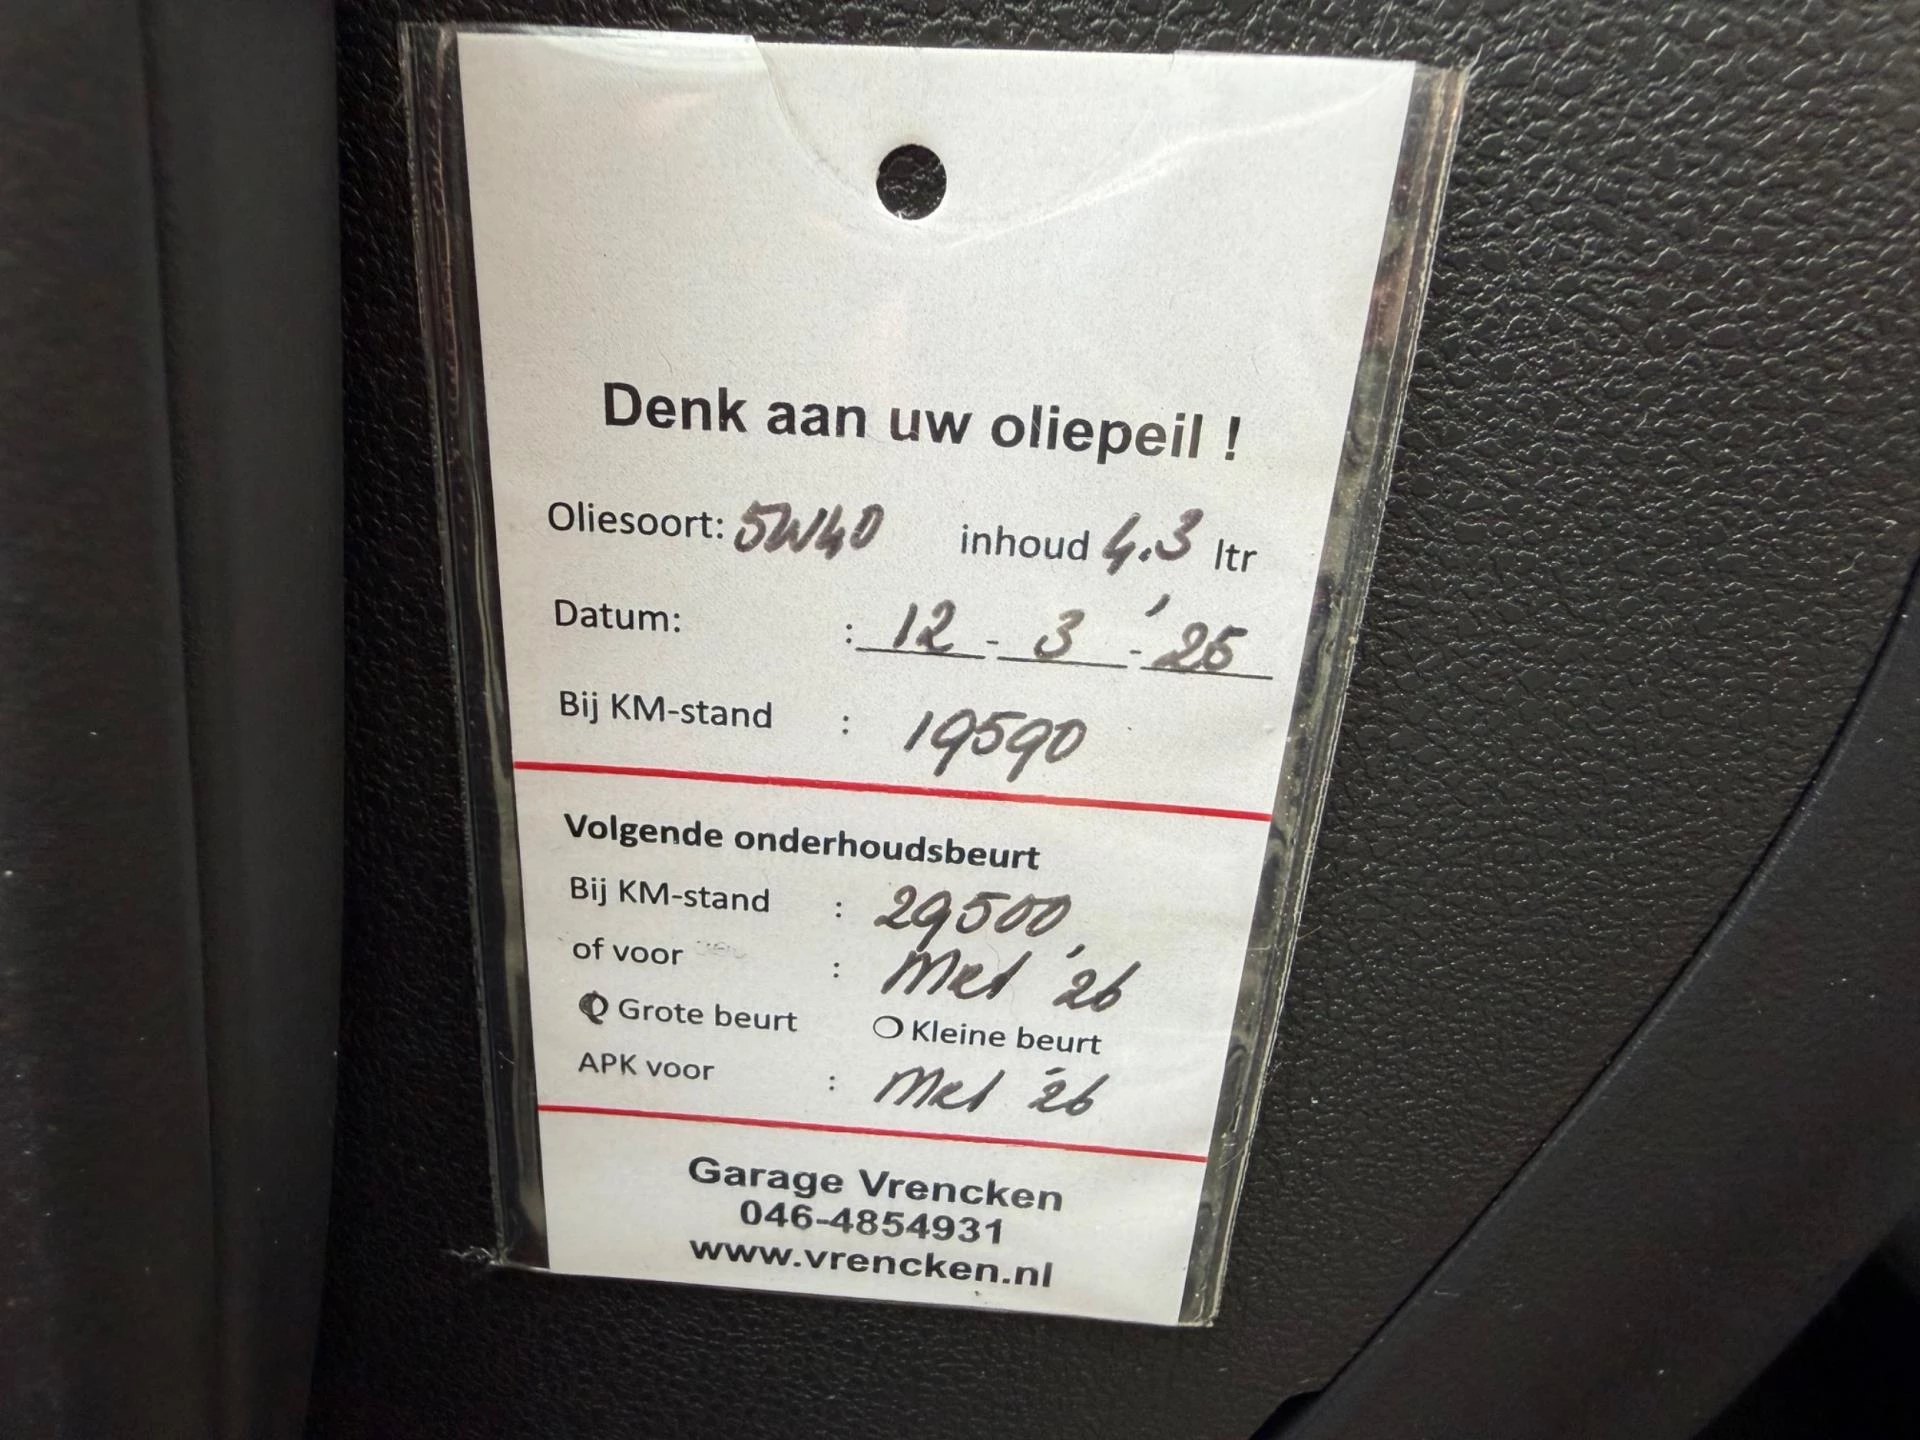 Denk aan uw oliepeil !
Oliesoort: 5W40 inhoud 4.3 ltr
Datum: : 12 - 3 - '25
Bij KM-stand : 19590
Volgende onderhoudsbeurt
Bij KM-stand : 29500
of voor : Mrt '26
Grote beurt Kleine beurt
APK voor : Mrt '26
Garage Vrencken
046-4854931
www.vrencken.nl